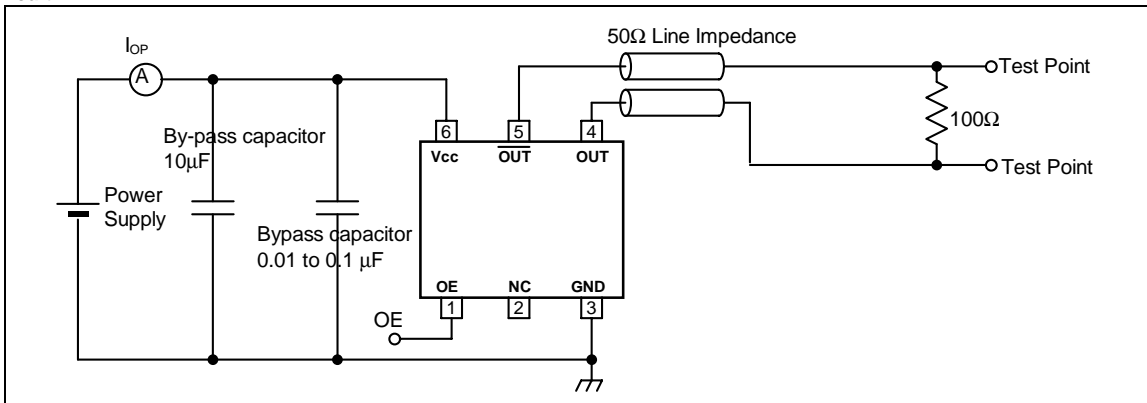 50Ω Line Impedance
I_OP
A
Test Point
By-pass capacitor
10μF
6
5
4
Vcc
OUT
OUT
100Ω
Test Point
Power
Supply
Bypass capacitor
0.01 to 0.1 μF
OE
NC
GND
1
2
3
OE